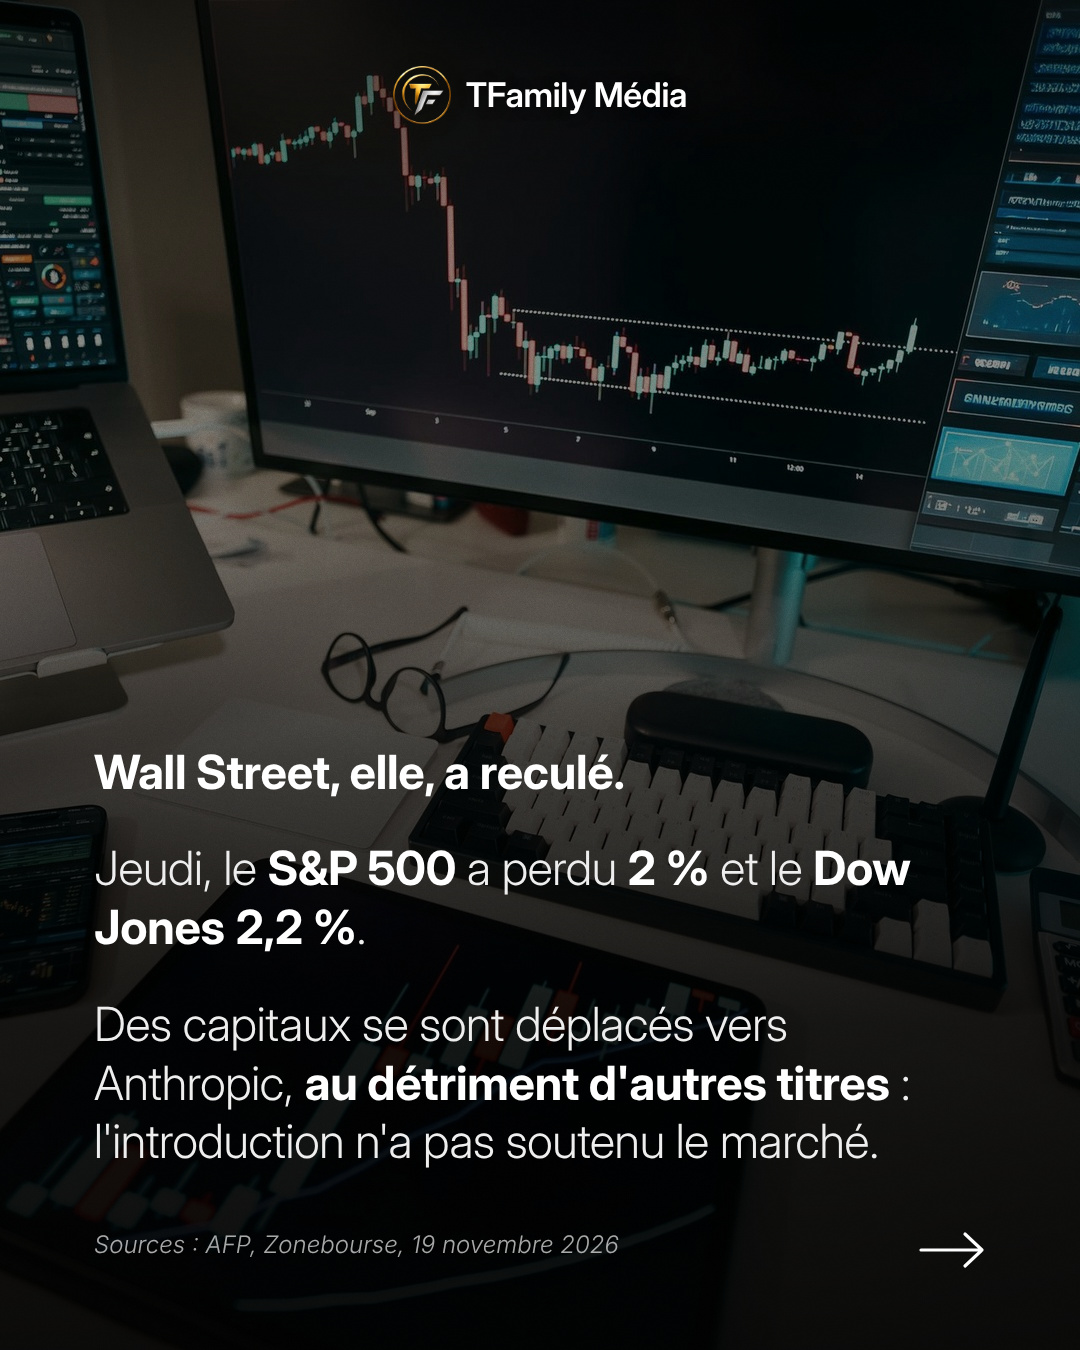 TF TFamily Média
Wall Street, elle, a reculé.
Jeudi, le S&P 500 a perdu 2 % et le Dow
Jones 2,2 %.
Des capitaux se sont déplacés vers
Anthropic, au détriment d'autres titres :
l'introduction n'a pas soutenu le marché.
Sources : AFP, Zonebourse, 19 novembre 2026